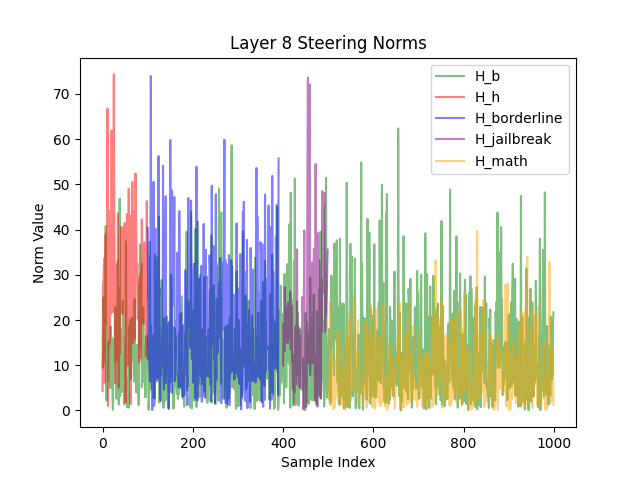 Layer 8 Steering Norms
Norm Value
70
60
50
40
30
20
10
0
0
200
400
600
800
1000
Sample Index
H_b
H_h
H_borderline
H_jailbreak
H_math